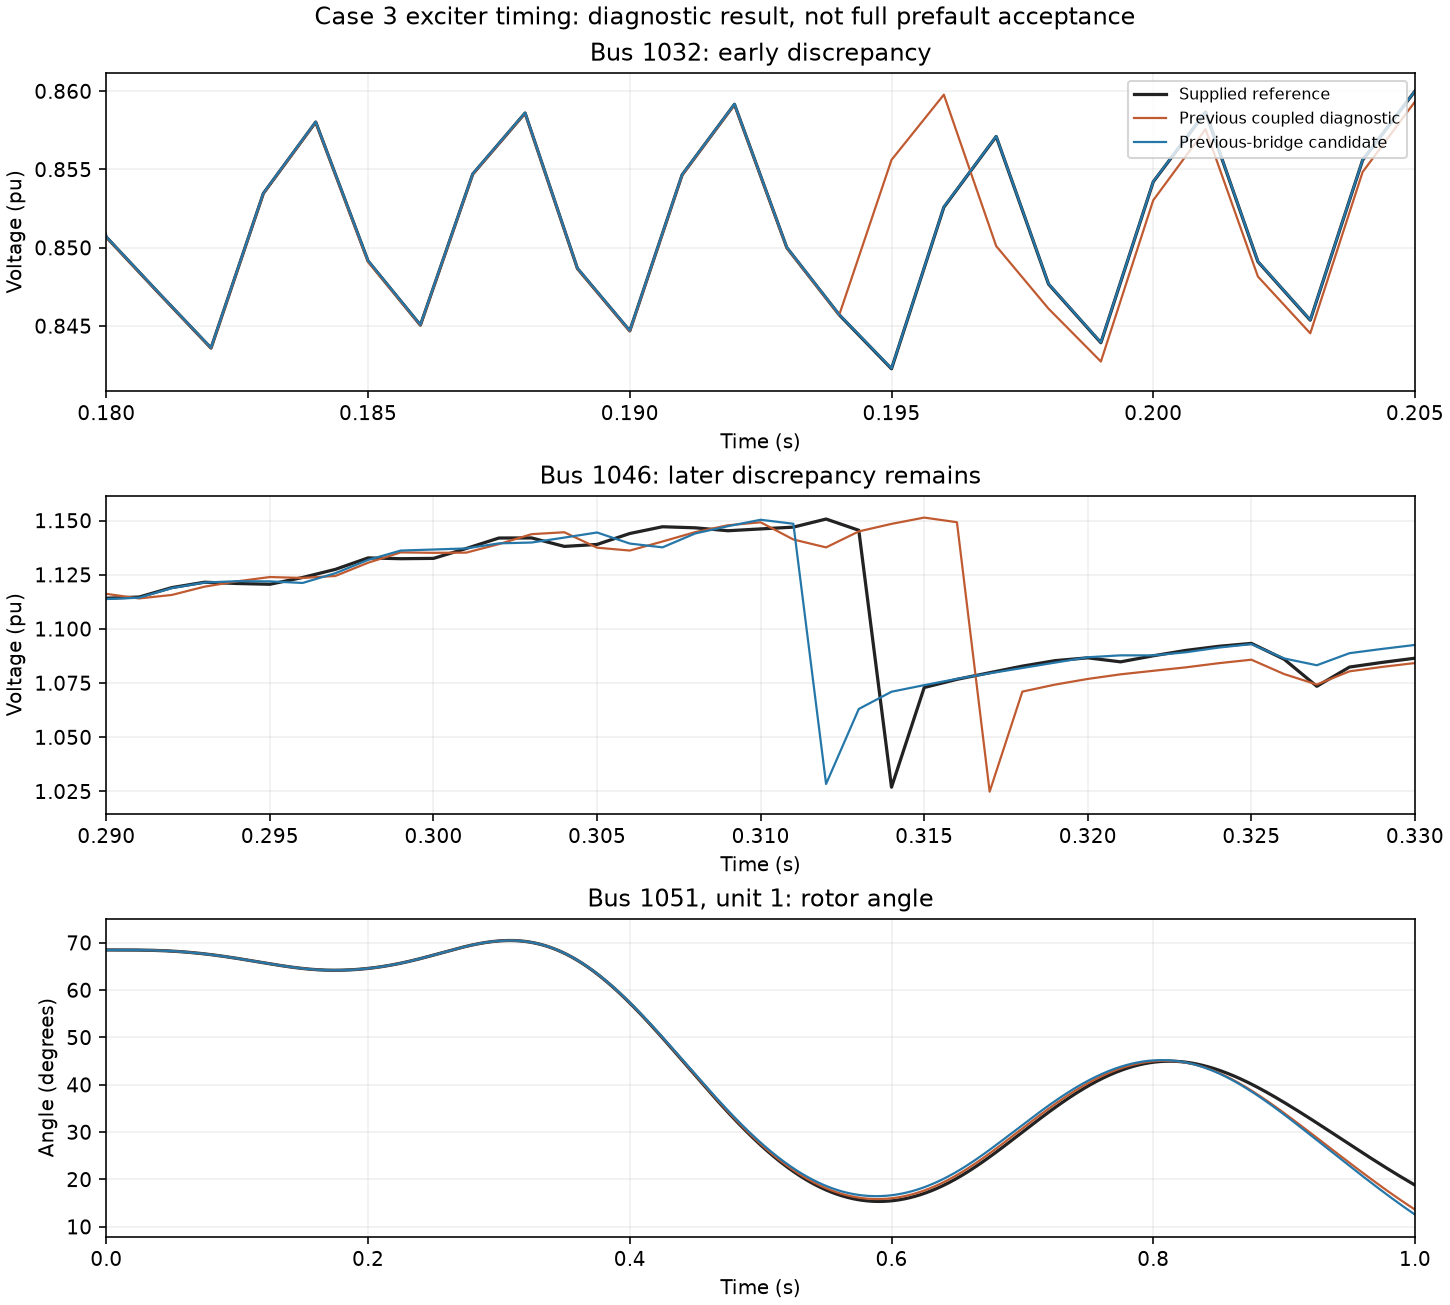 Case 3 exciter timing: diagnostic result, not full prefault acceptance
Bus 1032: early discrepancy
Voltage (pu)
0.860
0.855
0.850
0.845
Supplied reference
Previous coupled diagnostic
Previous-bridge candidate
0.180 0.185 0.190 0.195 0.200 0.205
Time (s)
Bus 1046: later discrepancy remains
Voltage (pu)
1.150
1.125
1.100
1.075
1.050
1.025
0.290 0.295 0.300 0.305 0.310 0.315 0.320 0.325 0.330
Time (s)
Bus 1051, unit 1: rotor angle
Angle (degrees)
70
60
50
40
30
20
10
0.0 0.2 0.4 0.6 0.8 1.0
Time (s)